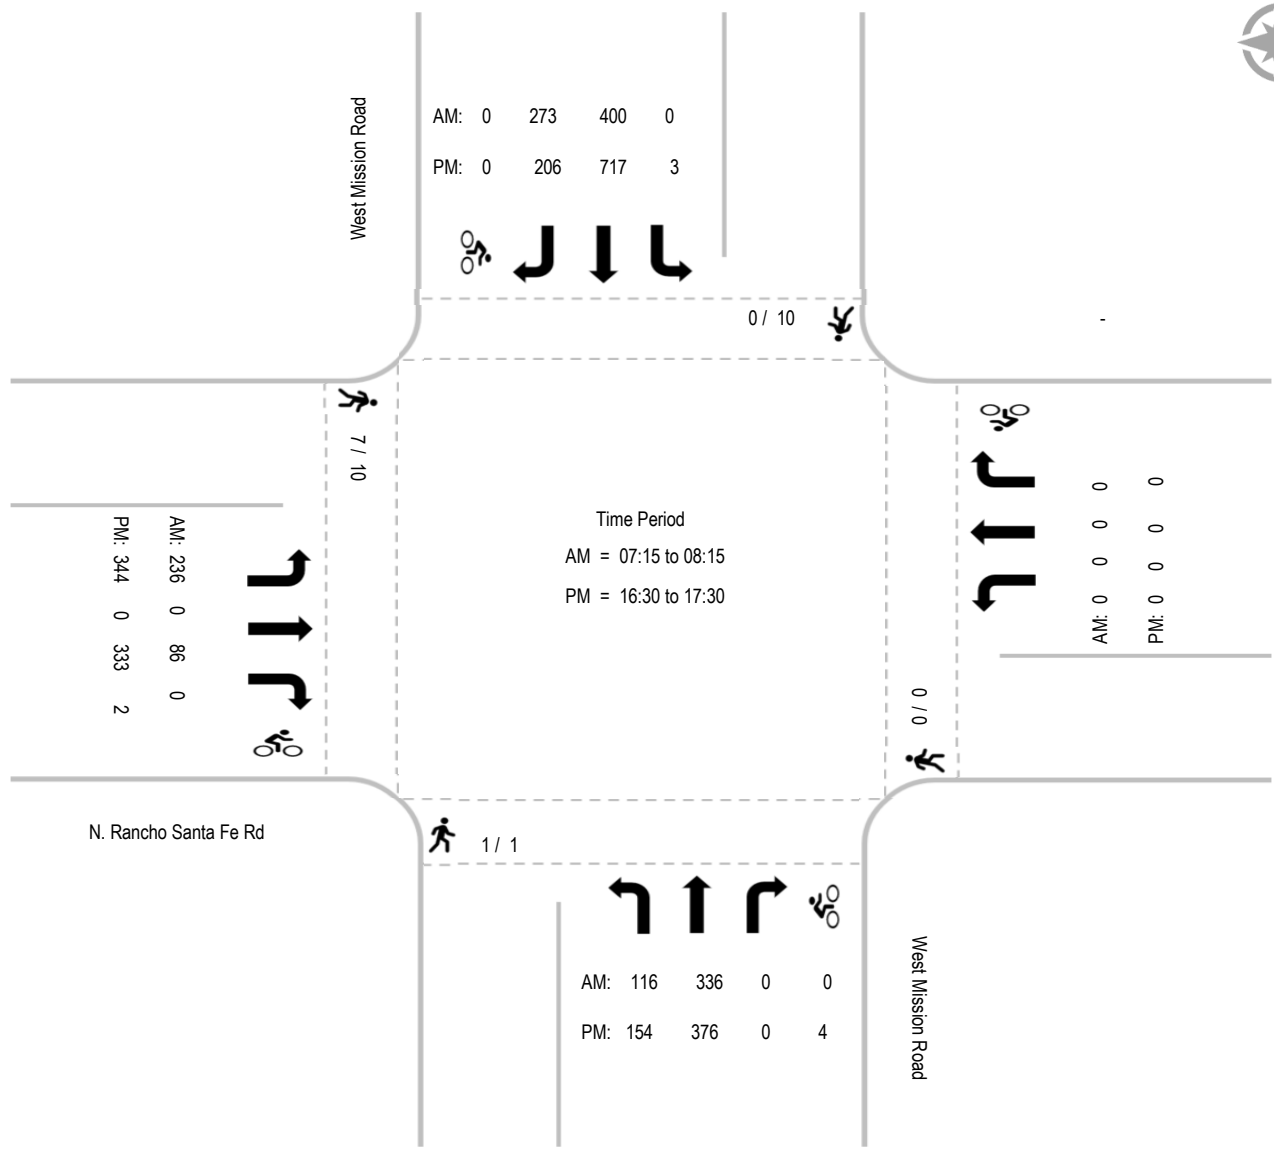 West Mission Road
AM: 0 273 400 0
PM: 0 206 717 3
0 / 10
-
7 / 10
AM: 236 0 86 0
PM: 344 0 333 2
Time Period
AM = 07:15 to 08:15
PM = 16:30 to 17:30
AM: 0 0 0 0
PM: 0 0 0 0
0 / 0
N. Rancho Santa Fe Rd
1 / 1
AM: 116 336 0 0
PM: 154 376 0 4
West Mission Road